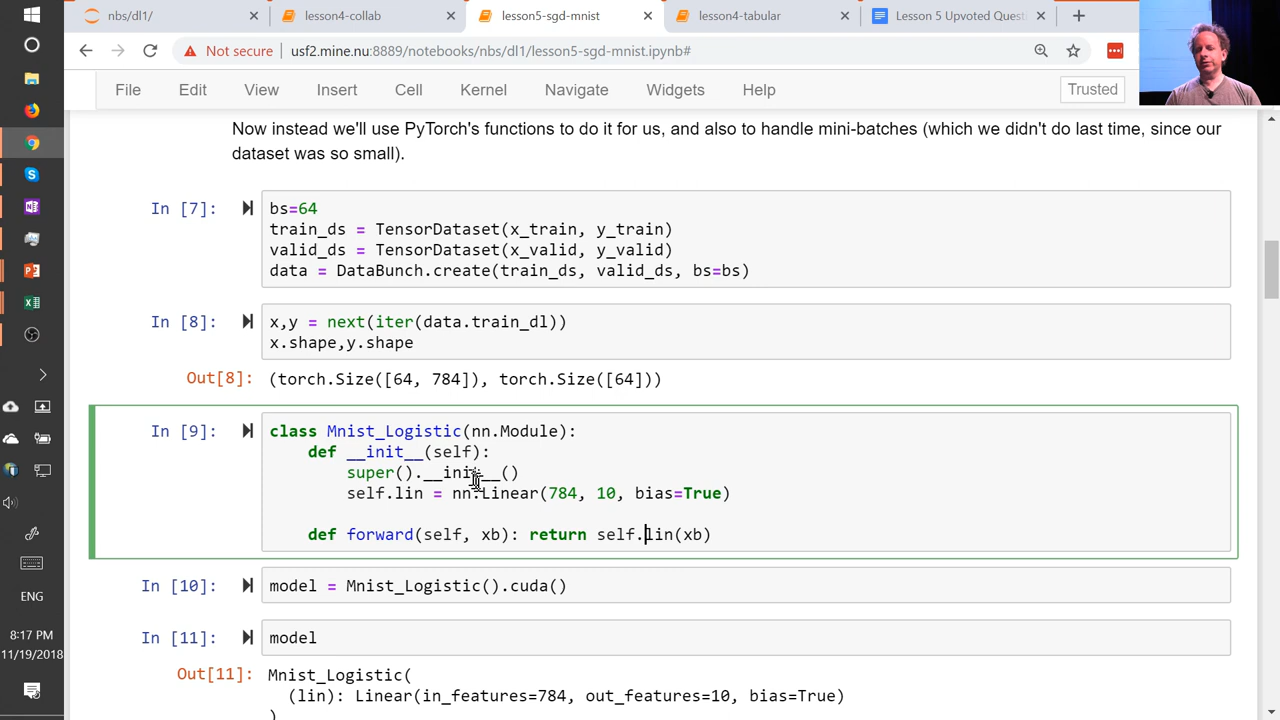 nbs/dl1/
lesson4-collab
lesson5-sgd-mnist
lesson4-tabular
Lesson 5 Upvoted Quest
Not secure | usf2.mine.nu:8889/notebooks/nbs/dl1/lesson5-sgd-mnist.ipynb#
File Edit View Insert Cell Kernel Navigate Widgets Help Trusted
Now instead we'll use PyTorch's functions to do it for us, and also to handle mini-batches (which we didn't do last time, since our
dataset was so small).
In [7]: bs=64
train_ds = TensorDataset(x_train, y_train)
valid_ds = TensorDataset(x_valid, y_valid)
data = DataBunch.create(train_ds, valid_ds, bs=bs)
In [8]: x,y = next(iter(data.train_dl))
x.shape,y.shape
Out[8]: (torch.Size([64, 784]), torch.Size([64]))
In [9]: class Mnist_Logistic(nn.Module):
def __init__(self):
super().__init__()
self.lin = nn.Linear(784, 10, bias=True)
def forward(self, xb): return self.lin(xb)
In [10]: model = Mnist_Logistic().cuda()
In [11]: model
Out[11]: Mnist_Logistic(
(lin): Linear(in_features=784, out_features=10, bias=True)
)
ENG
8:17 PM
11/19/2018